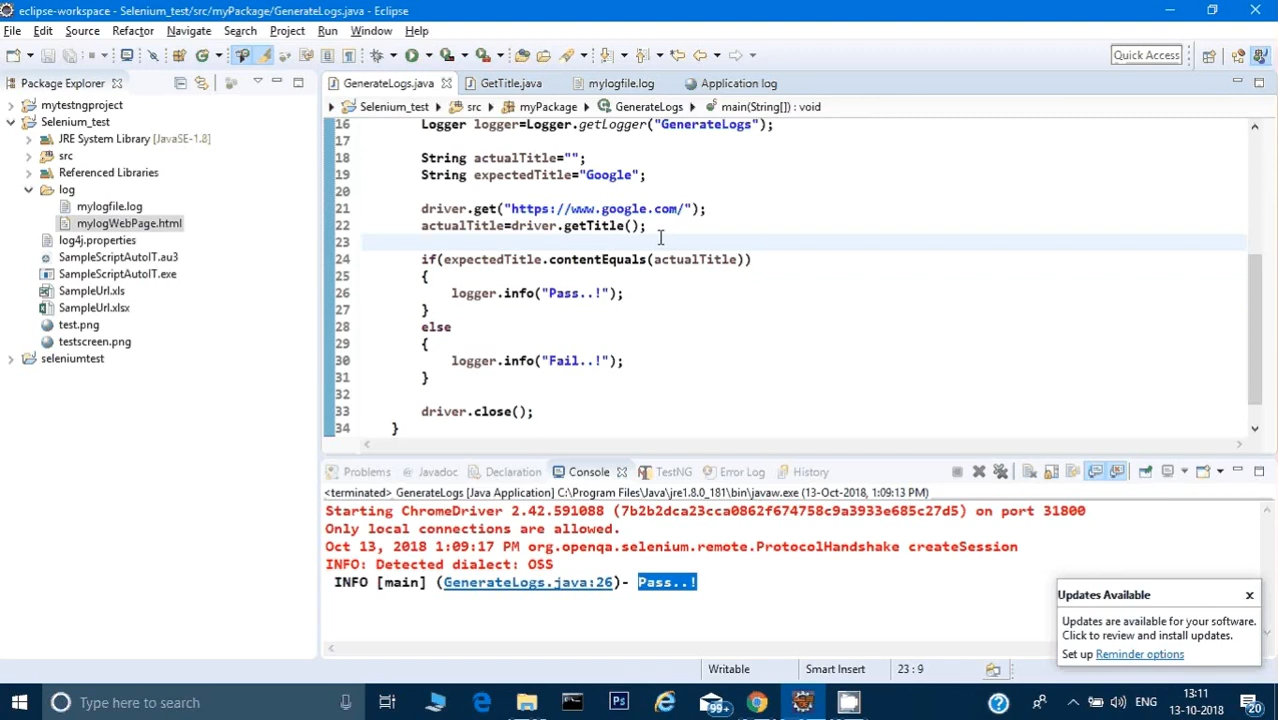 eclipse-workspace - Selenium_test/src/myPackage/GenerateLogs.java - Eclipse
File Edit Source Refactor Navigate Search Project Run Window Help
Quick Access
Package Explorer
GenerateLogs.java GetTitle.java mylogfile.log Application log
mytestngproject
Selenium_test
JRE System Library [JavaSE-1.8]
src
Referenced Libraries
log
mylogfile.log
mylogWebPage.html
log4j.properties
SampleScriptAutoIT.au3
SampleScriptAutoIT.exe
SampleUrl.xls
SampleUrl.xlsx
test.png
testscreen.png
seleniumtest
Selenium_test src myPackage GenerateLogs main(String[]) : void
16 Logger logger=Logger.getLogger("GenerateLogs");
17
18 String actualTitle="";
19 String expectedTitle="Google";
20
21 driver.get("https://www.google.com/");
22 actualTitle=driver.getTitle();
23
24 if(expectedTitle.contentEquals(actualTitle))
25 {
26 logger.info("Pass..!");
27 }
28 else
29 {
30 logger.info("Fail..!");
31 }
32
33 driver.close();
34 }
Problems Javadoc Declaration Console TestNG Error Log History
<terminated> GenerateLogs [Java Application] C:\Program Files\Java\jre1.8.0_181\bin\javaw.exe (13-Oct-2018, 1:09:13 PM)
Starting ChromeDriver 2.42.591088 (7b2b2dca23cca0862f674758c9a3933e685c27d5) on port 31800
Only local connections are allowed.
Oct 13, 2018 1:09:17 PM org.openqa.selenium.remote.ProtocolHandshake createSession
INFO: Detected dialect: OSS
INFO [main] (GenerateLogs.java:26)- Pass..!
Updates Available
Updates are available for your software.
Click to review and install updates.
Set up Reminder options
Writable Smart Insert 23 : 9
Type here to search
99+
ENG
13:11
13-10-2018
20